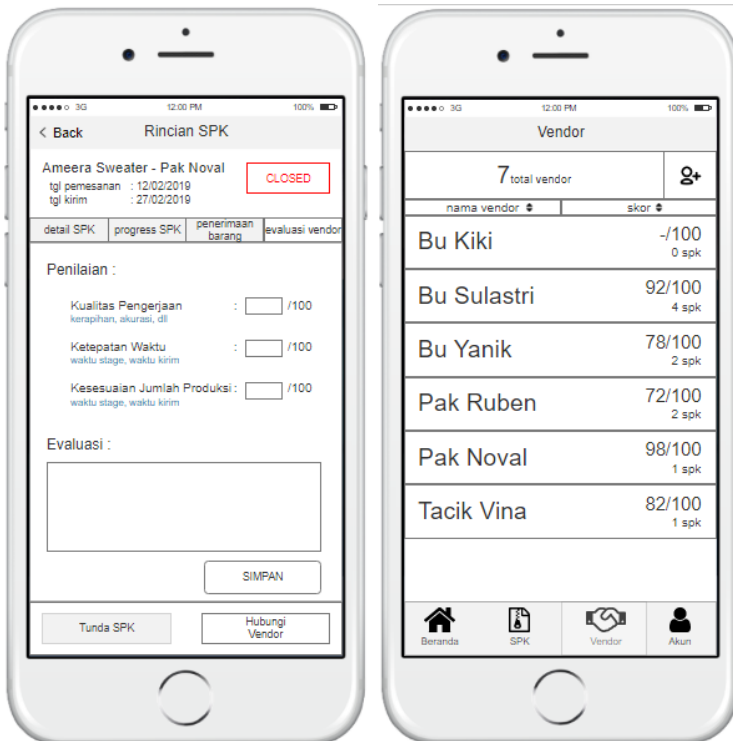 3G 12:00 PM 100%
< Back Rincian SPK
Ameera Sweater - Pak Noval
tgl pemesanan : 12/02/2019
tgl kirim : 27/02/2019
CLOSED
detail SPK progress SPK penerimaan barang evaluasi vendor
Penilaian :
Kualitas Pengerjaan : /100
kerapihan, akurasi, dll
Ketepatan Waktu : /100
waktu stage, waktu kirim
Kesesuaian Jumlah Produksi : /100
waktu stage, waktu kirim
Evaluasi :
SIMPAN
Tunda SPK
Hubungi
Vendor
3G 12:00 PM 100%
Vendor
7 total vendor
nama vendor skor
Bu Kiki -/100
0 spk
Bu Sulastri 92/100
4 spk
Bu Yanik 78/100
2 spk
Pak Ruben 72/100
2 spk
Pak Noval 98/100
1 spk
Tacik Vina 82/100
1 spk
Beranda SPK Vendor Akun